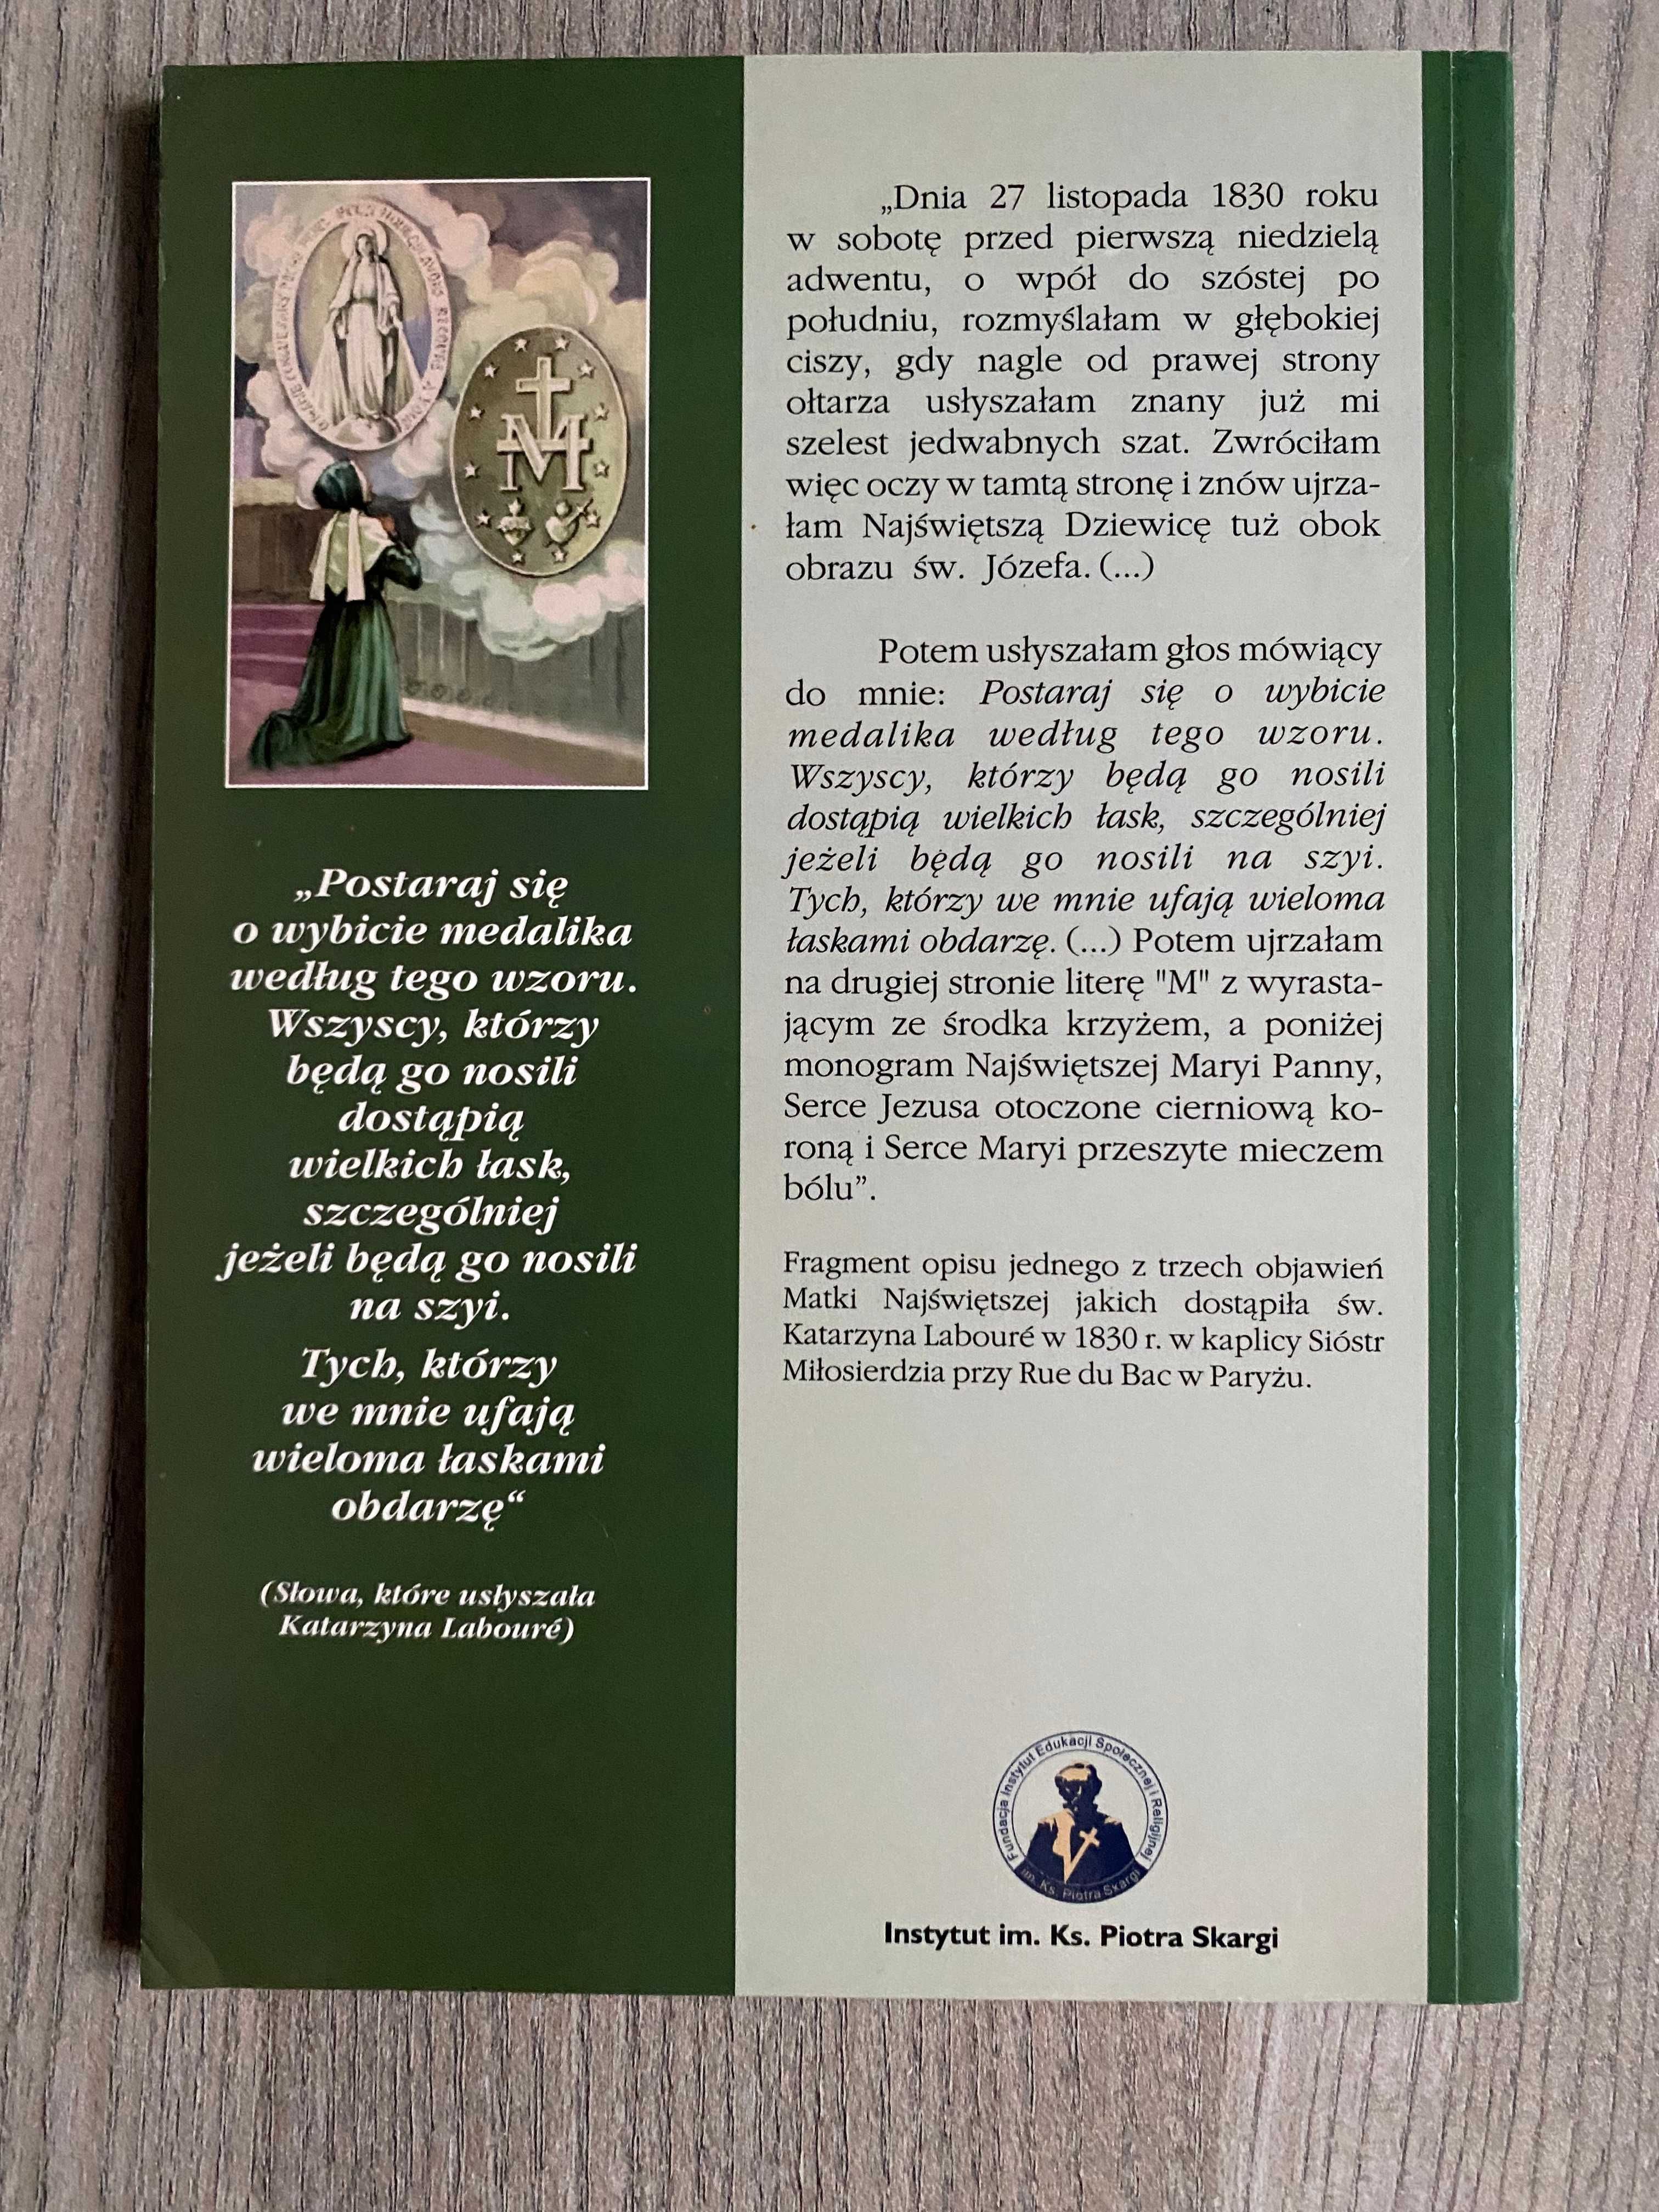 „Postaraj się
o wybicie medalika
według tego wzoru.
Wszyscy, którzy
będą go nosili
dostąpią
wielkich łask,
szczególniej
jeżeli będą go nosili
na szyi.
Tych, którzy
we mnie ufają
wieloma łaskami
obdarzę“
(Słowa, które usłyszała
Katarzyna Labouré)
„Dnia 27 listopada 1830 roku
w sobotę przed pierwszą niedzielą
adwentu, o wpół do szóstej po
południu, rozmyślałam w głębokiej
ciszy, gdy nagle od prawej strony
ołtarza usłyszałam znany już mi
szelest jedwabnych szat. Zwróciłam
więc oczy w tamtą stronę i znów ujrza-
łam Najświętszą Dziewicę tuż obok
obrazu św. Józefa. (...)
Potem usłyszałam głos mówiący
do mnie: Postaraj się o wybicie
medalika według tego wzoru.
Wszyscy, którzy będą go nosili
dostąpią wielkich łask, szczególniej
jeżeli będą go nosili na szyi.
Tych, którzy we mnie ufają wieloma
łaskami obdarzę. (...) Potem ujrzałam
na drugiej stronie literę "M" z wyrasta-
jącym ze środka krzyżem, a poniżej
monogram Najświętszej Maryi Panny,
Serce Jezusa otoczone cierniową ko-
roną i Serce Maryi przeszyte mieczem
bólu”.
Fragment opisu jednego z trzech objawień
Matki Najświętszej jakich dostąpiła św.
Katarzyna Labouré w 1830 r. w kaplicy Sióstr
Miłosierdzia przy Rue du Bac w Paryżu.
Fundacja Instytut Edukacji Społecznej i Religijnej
im. Ks. Piotra Skargi
Instytut im. Ks. Piotra Skargi